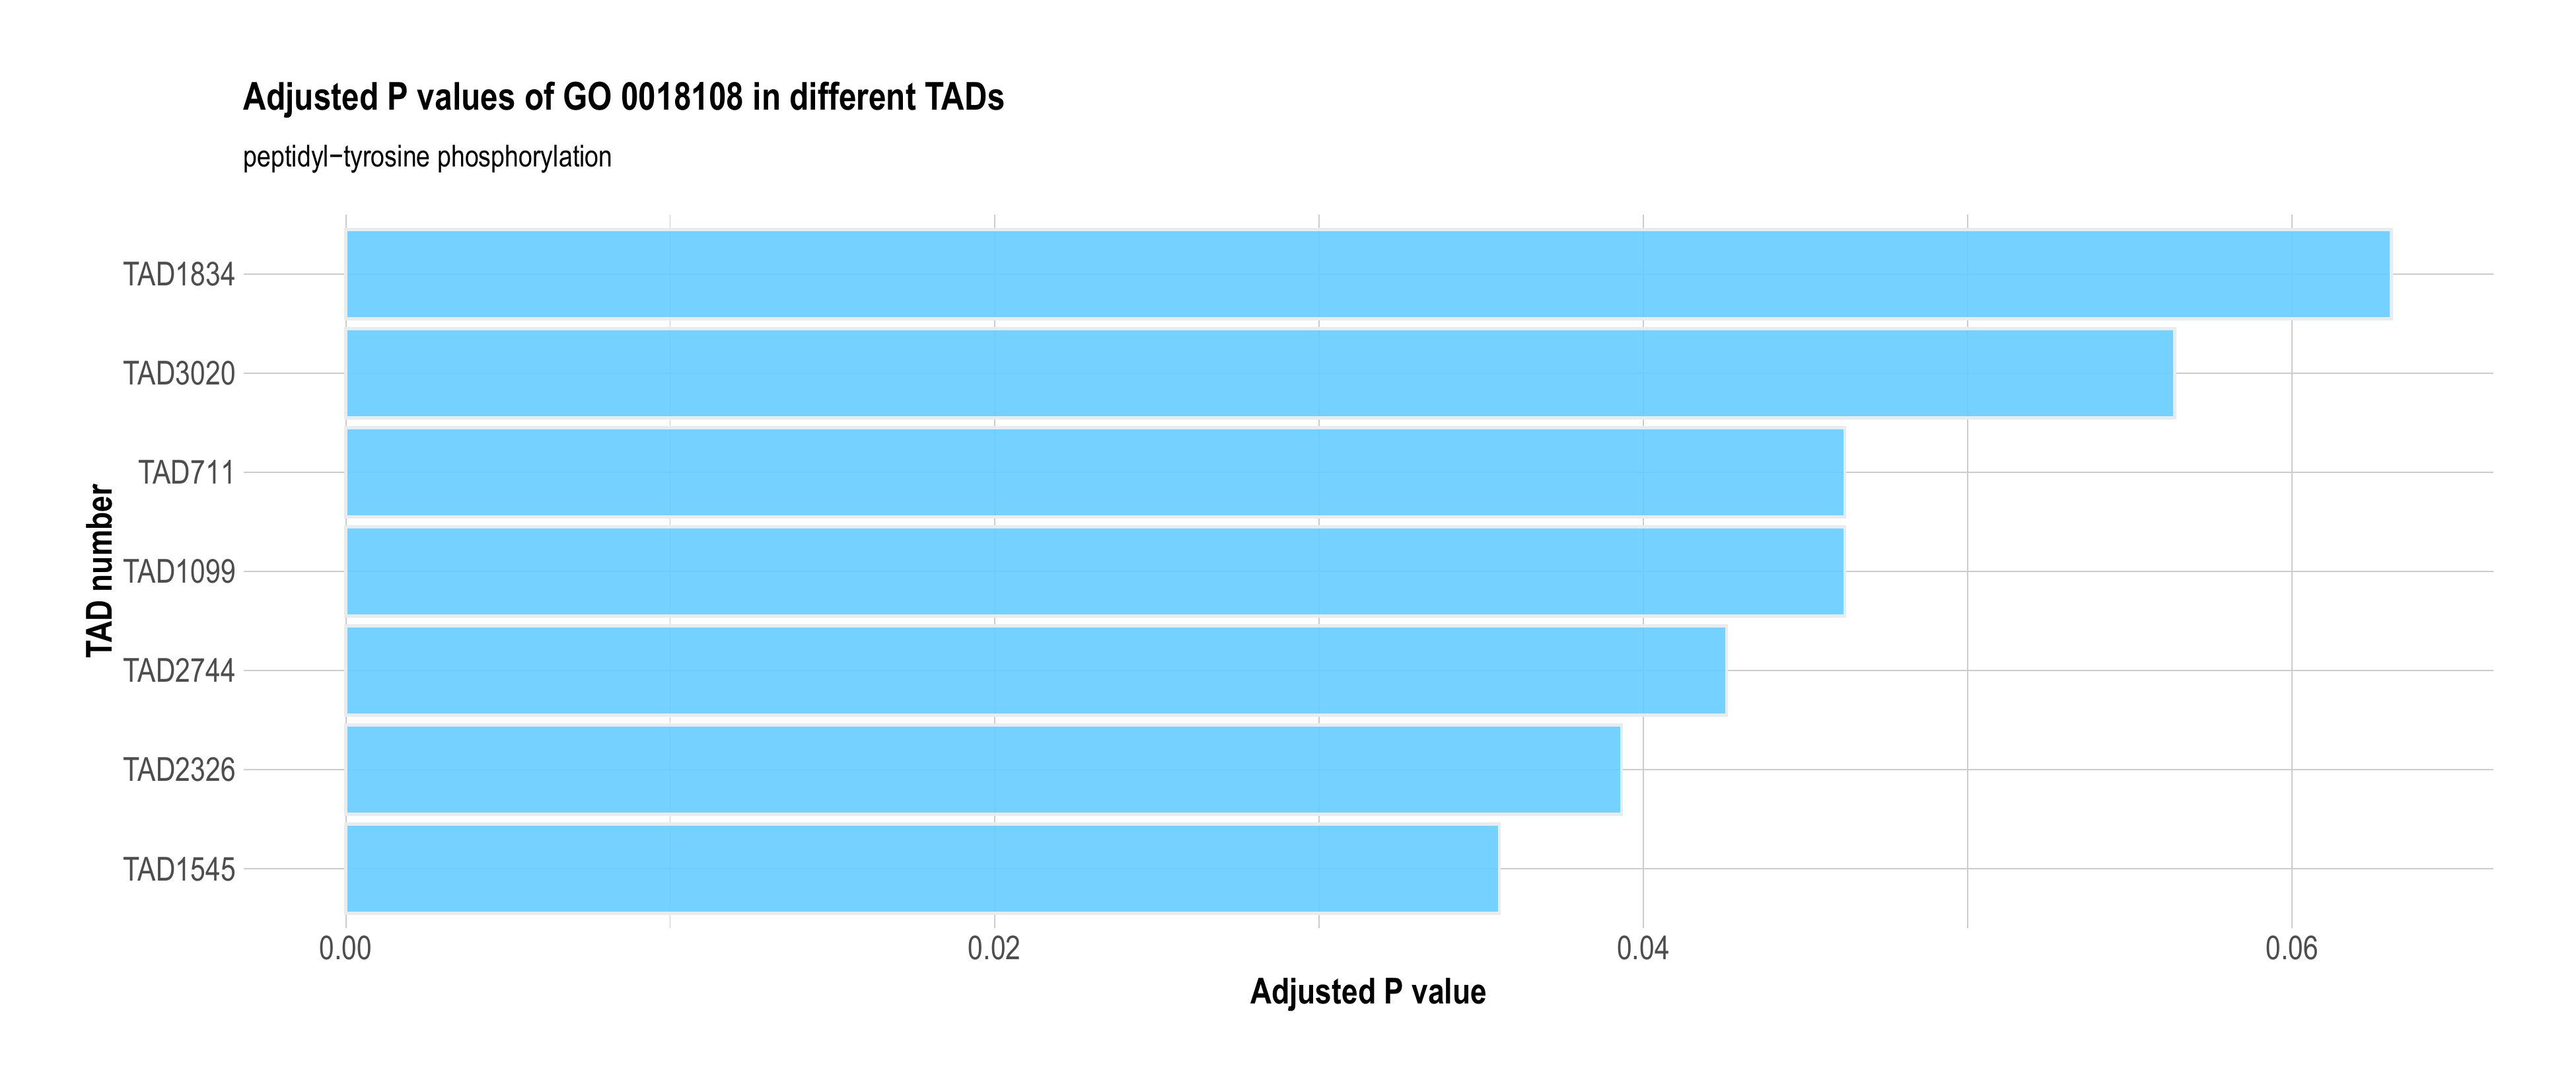 Adjusted P values of GO 0018108 in different TADs
peptidyl−tyrosine phosphorylation
TAD number
TAD1834
TAD3020
TAD711
TAD1099
TAD2744
TAD2326
TAD1545
0.00 0.02 0.04 0.06
Adjusted P value